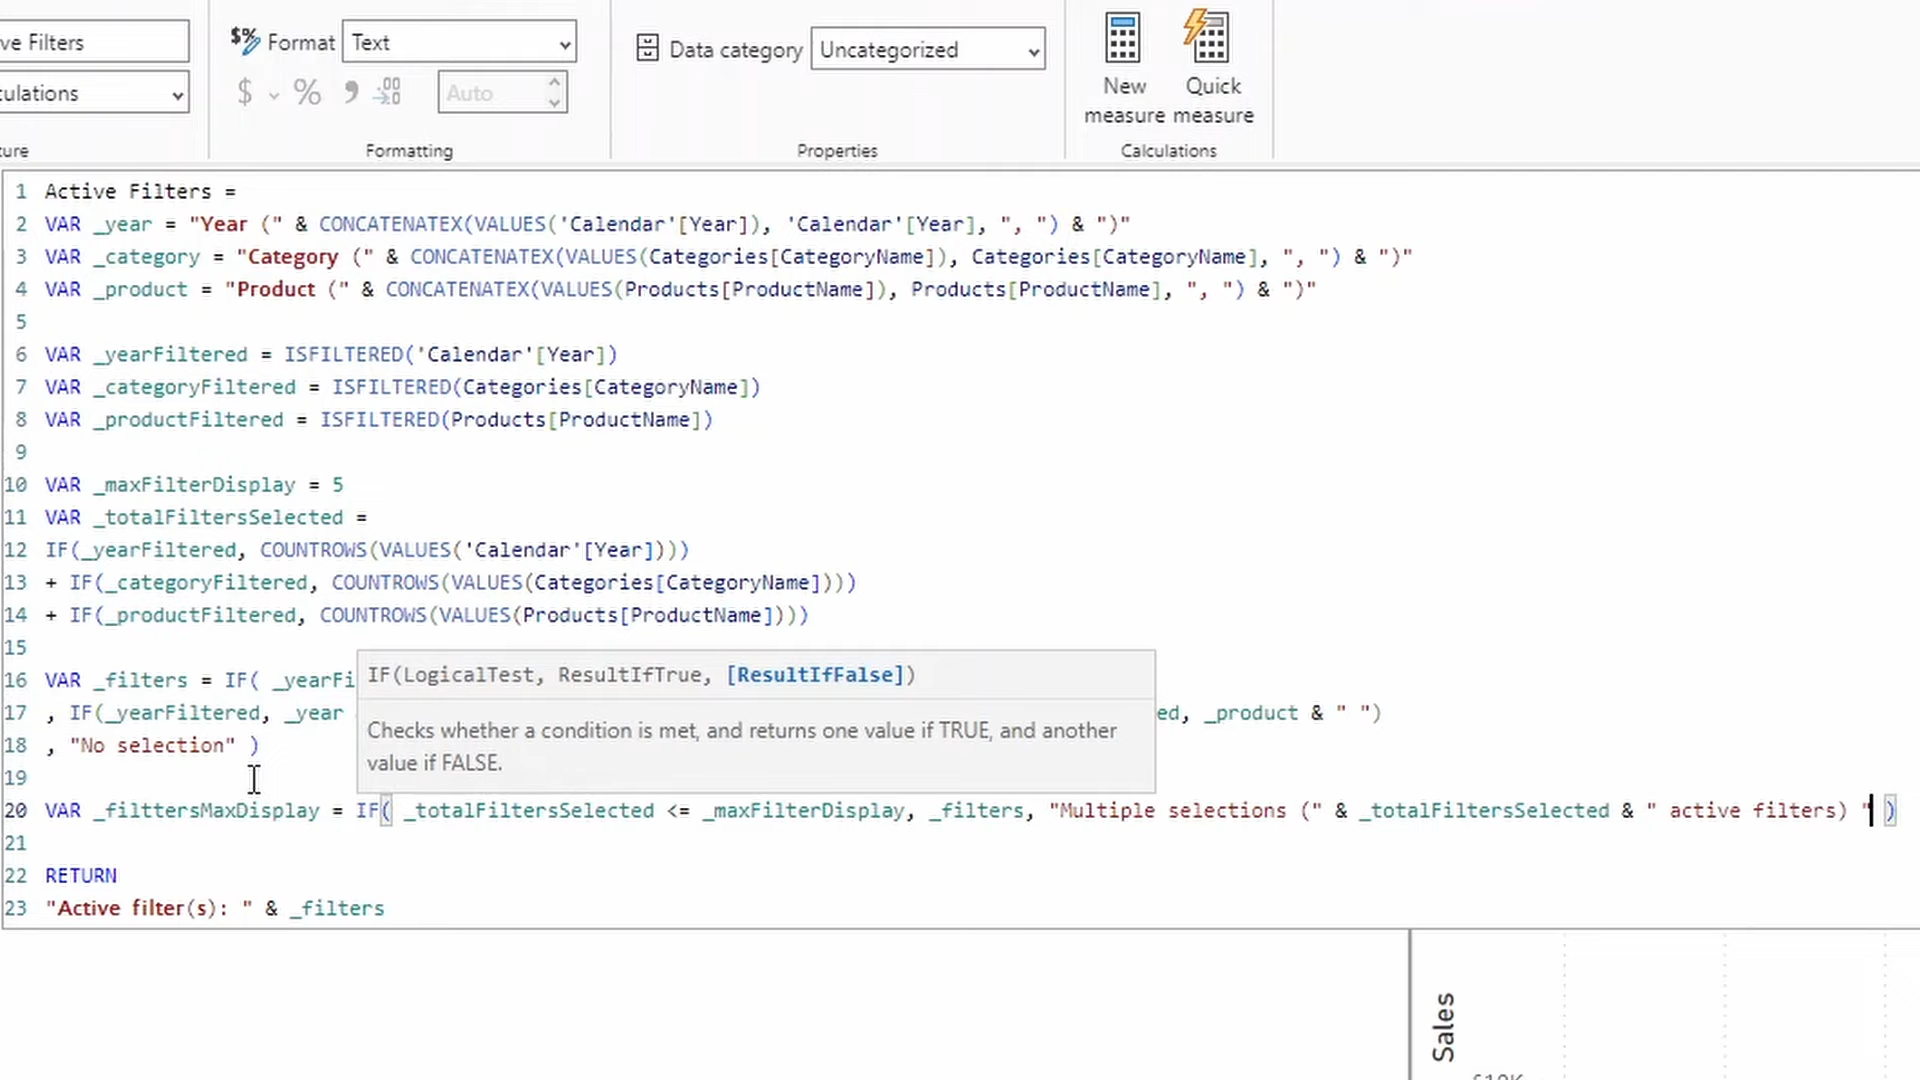 ve Filters
Format Text
Data category Uncategorized
New measure
Quick measure
culations
$ % Auto
ture
Formatting
Properties
Calculations
1 Active Filters =
2 VAR _year = "Year (" & CONCATENATEX(VALUES('Calendar'[Year]), 'Calendar'[Year], ", ") & ")"
3 VAR _category = "Category (" & CONCATENATEX(VALUES(Categories[CategoryName]), Categories[CategoryName], ", ") & ")"
4 VAR _product = "Product (" & CONCATENATEX(VALUES(Products[ProductName]), Products[ProductName], ", ") & ")"
5
6 VAR _yearFiltered = ISFILTERED('Calendar'[Year])
7 VAR _categoryFiltered = ISFILTERED(Categories[CategoryName])
8 VAR _productFiltered = ISFILTERED(Products[ProductName])
9
10 VAR _maxFilterDisplay = 5
11 VAR _totalFiltersSelected =
12 IF(_yearFiltered, COUNTROWS(VALUES('Calendar'[Year])))
13 + IF(_categoryFiltered, COUNTROWS(VALUES(Categories[CategoryName])))
14 + IF(_productFiltered, COUNTROWS(VALUES(Products[ProductName])))
15
16 VAR _filters = IF( _yearFi
IF(LogicalTest, ResultIfTrue, [ResultIfFalse])
17 , IF(_yearFiltered, _year
ed, _product & " ")
Checks whether a condition is met, and returns one value if TRUE, and another
value if FALSE.
18 , "No selection" )
19
20 VAR _filttersMaxDisplay = IF( _totalFiltersSelected <= _maxFilterDisplay, _filters, "Multiple selections (" & _totalFiltersSelected & " active filters) " )
21
22 RETURN
23 "Active filter(s): " & _filters
Sales